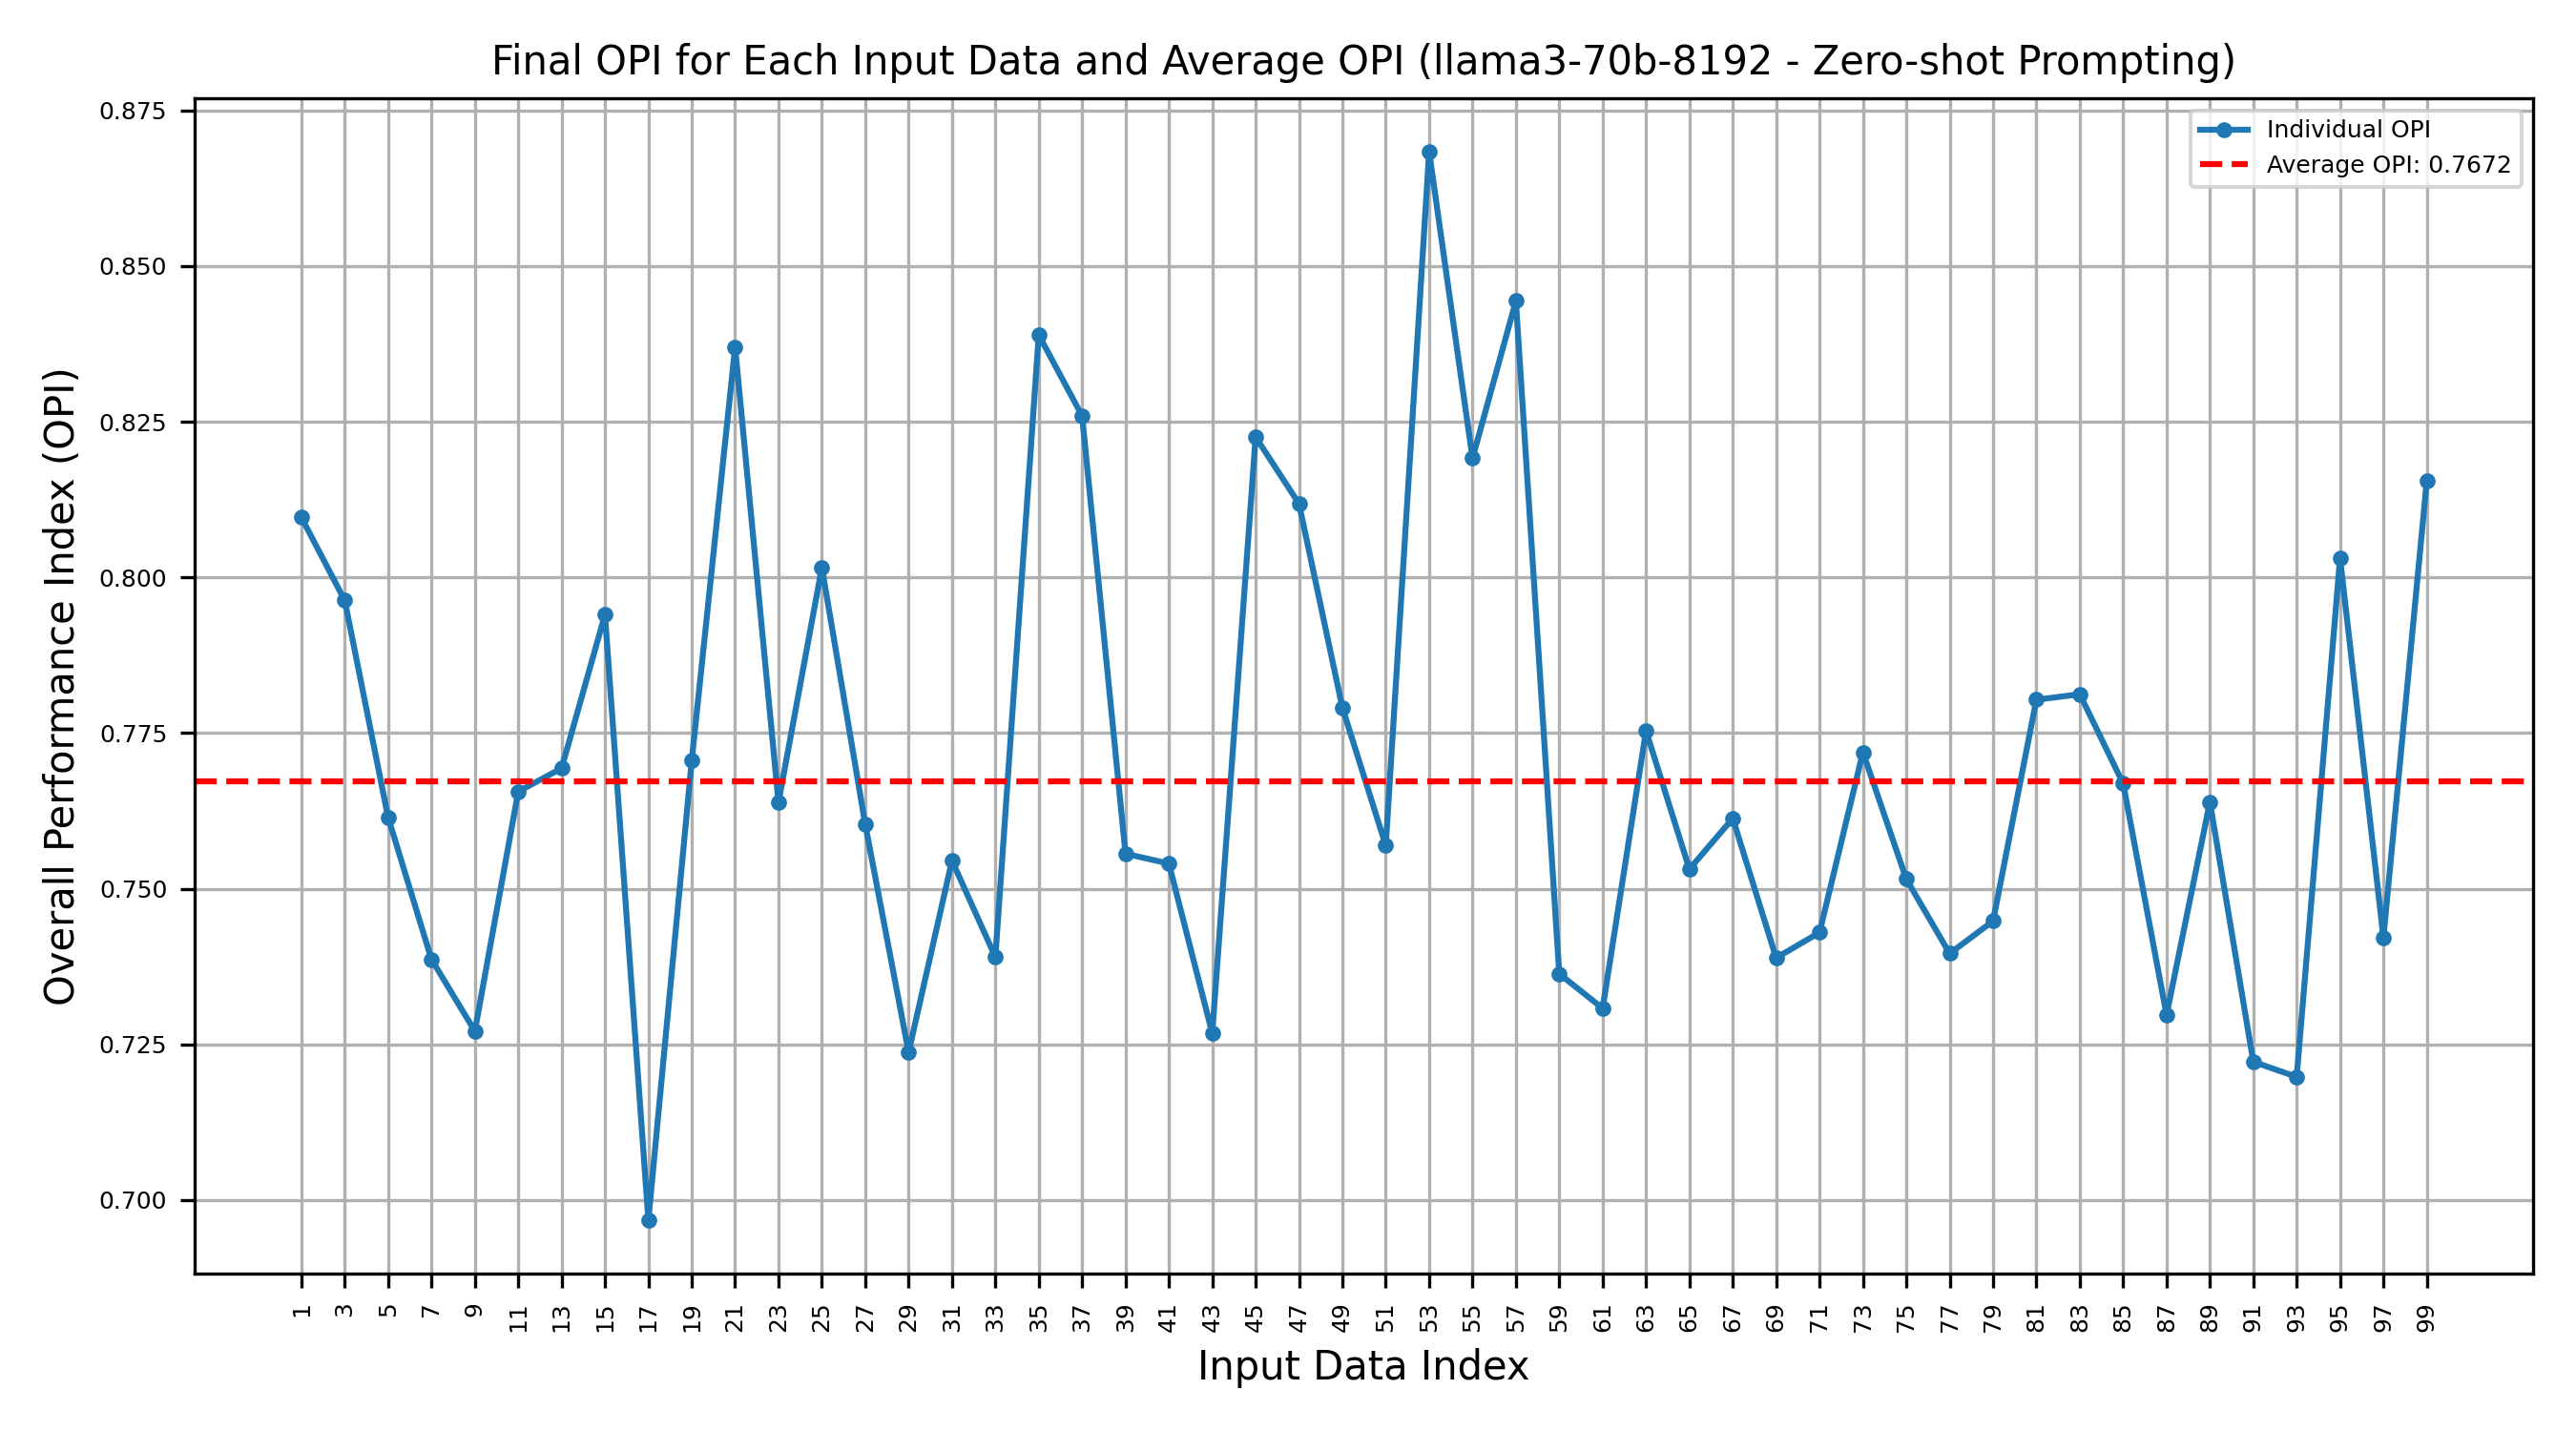 Final OPI for Each Input Data and Average OPI (llama3-70b-8192 - Zero-shot Prompting)
Individual OPI
Average OPI: 0.7672
Overall Performance Index (OPI)
0.875
0.850
0.825
0.800
0.775
0.750
0.725
0.700
1 3 5 7 9 11 13 15 17 19 21 23 25 27 29 31 33 35 37 39 41 43 45 47 49 51 53 55 57 59 61 63 65 67 69 71 73 75 77 79 81 83 85 87 89 91 93 95 97 99
Input Data Index